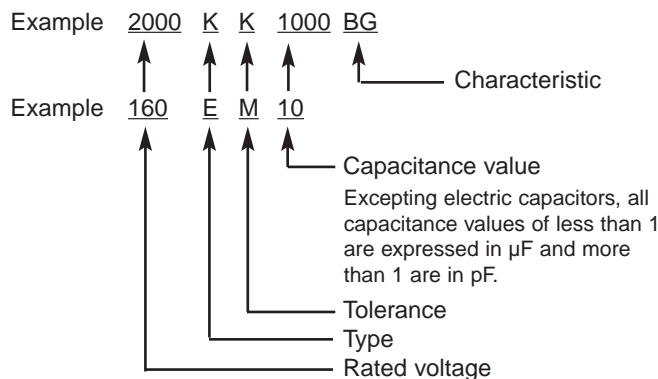 Example 2000 K K 1000 BG
Characteristic
Example 160 E M 10
Capacitance value
Excepting electric capacitors, all
capacitance values of less than 1
are expressed in µF and more
than 1 are in pF.
Tolerance
Type
Rated voltage